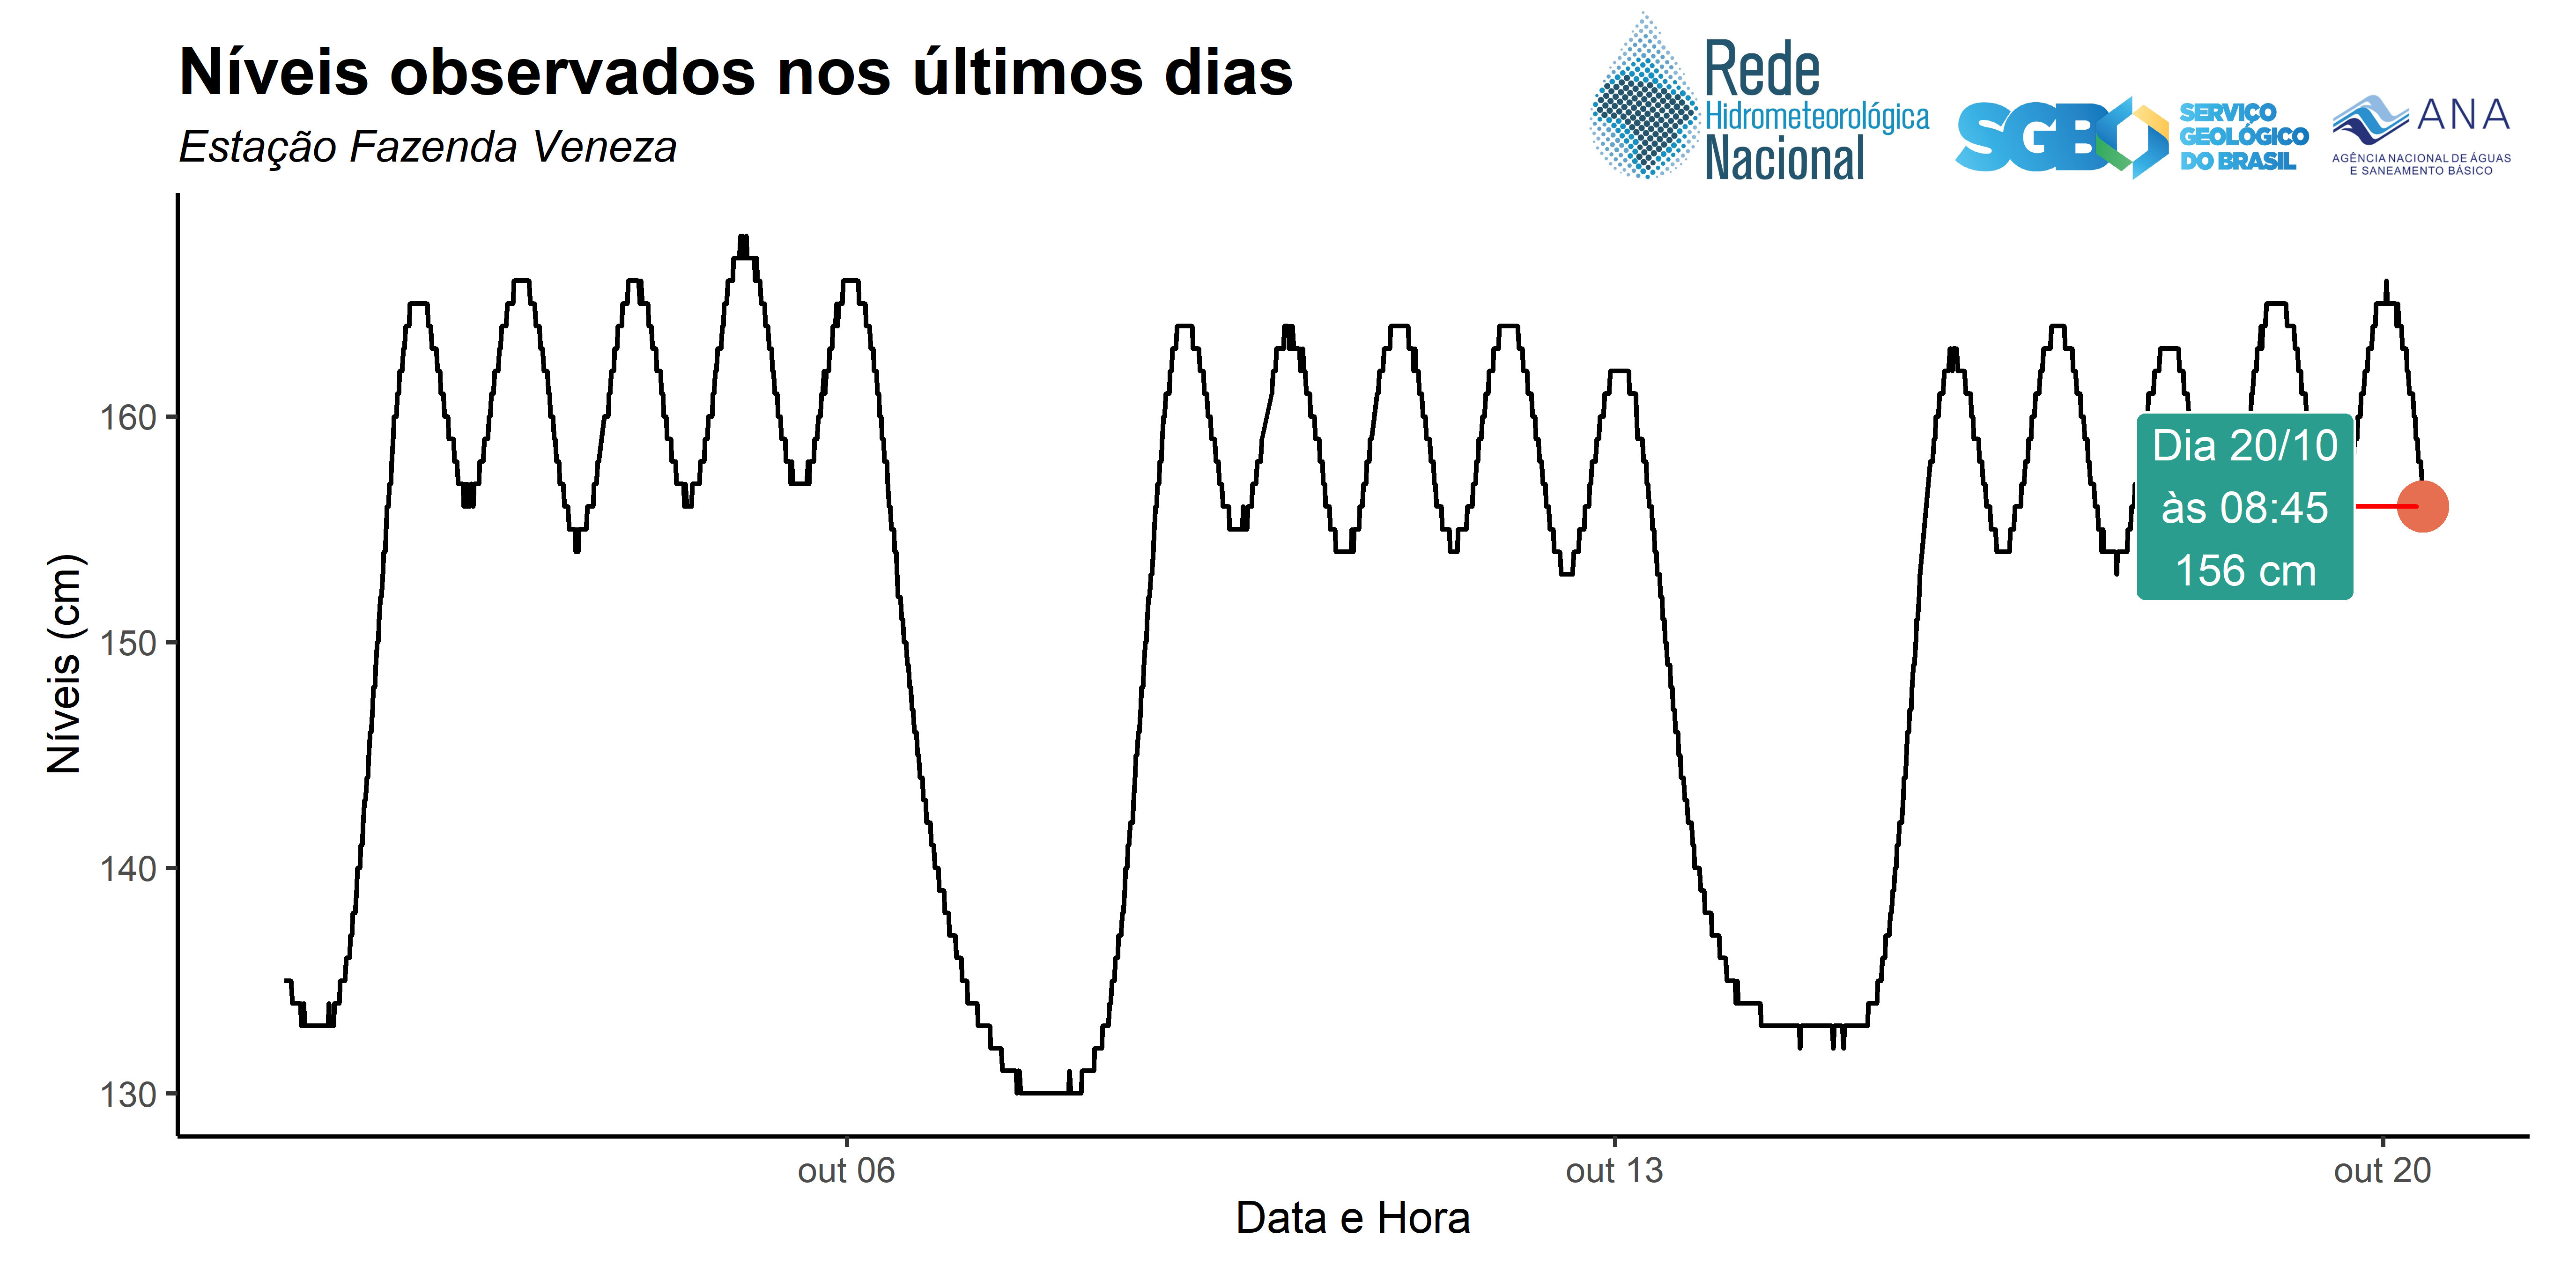 Níveis observados nos últimos dias
Estação Fazenda Veneza
Rede
Hidrometeorológica
Nacional
SGB
SERVIÇO
GEOLÓGICO
DO BRASIL
ANA
AGÊNCIA NACIONAL DE ÁGUAS
E SANEAMENTO BÁSICO
Níveis (cm)
160
150
140
130
Dia 20/10
às 08:45
156 cm
out 06
out 13
out 20
Data e Hora